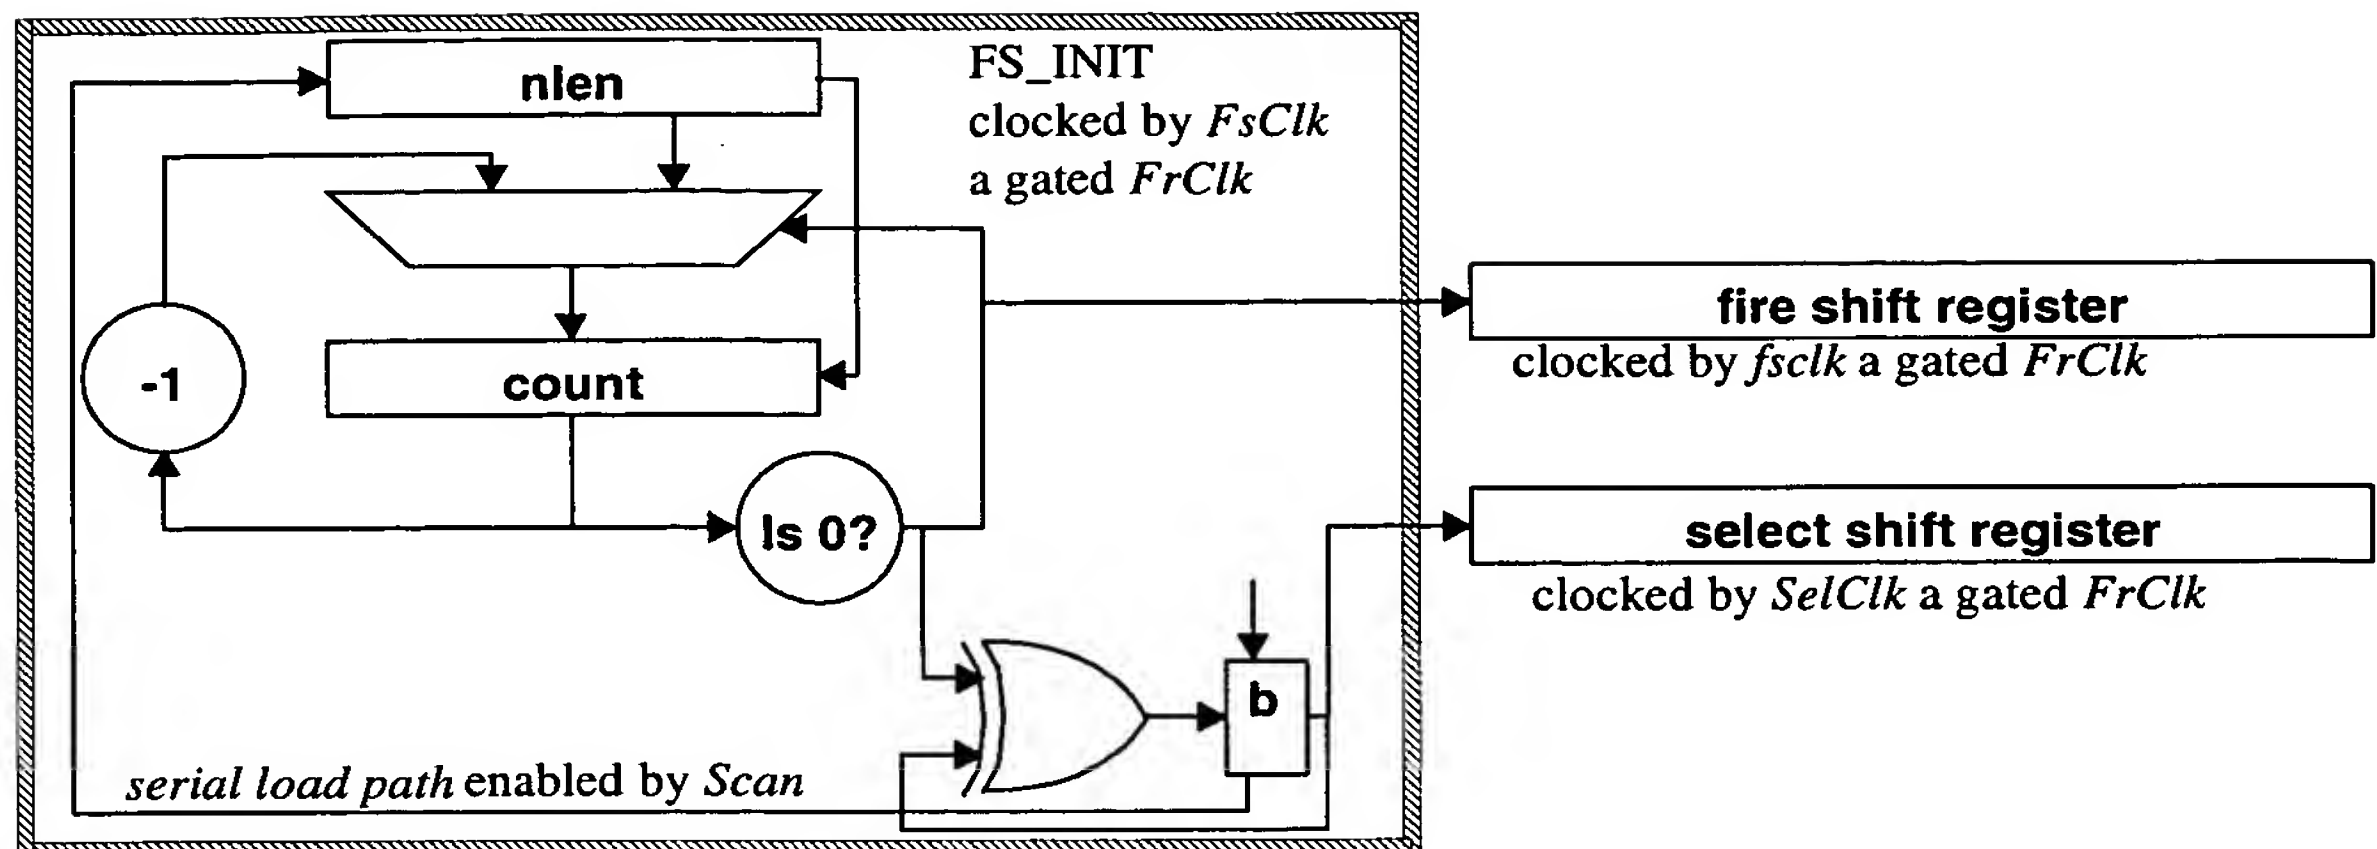 nlen
FS_INIT
clocked by FsClk
a gated FrClk
fire shift register
clocked by fsclk a gated FrClk
count
-1
Is 0?
select shift register
clocked by SelClk a gated FrClk
b
serial load path enabled by Scan